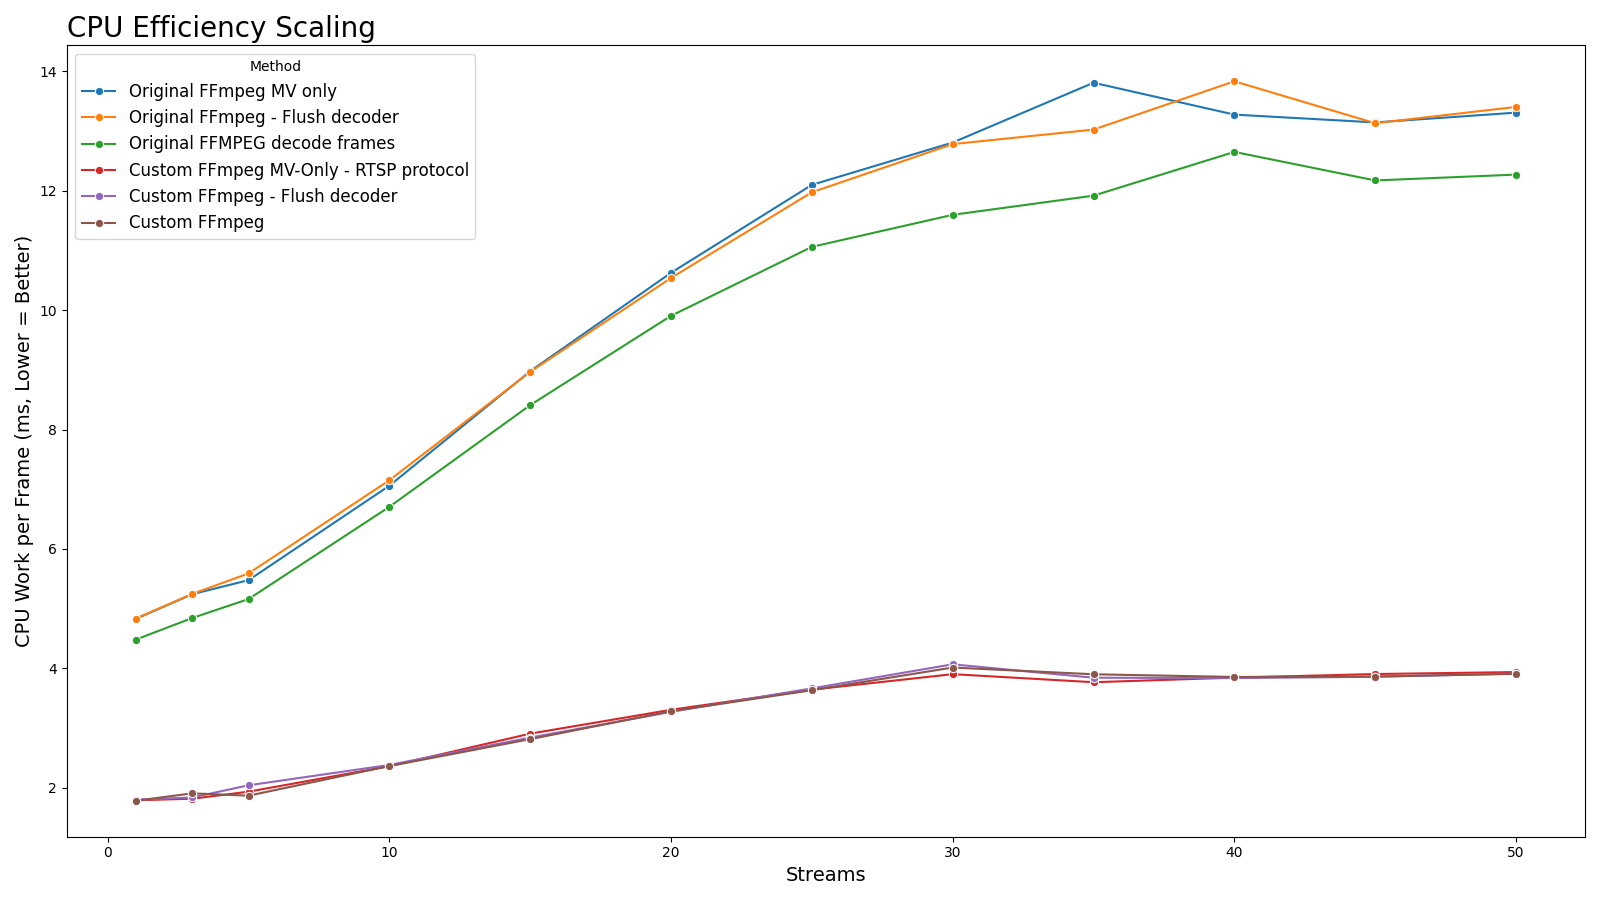 CPU Efficiency Scaling
Method
Original FFmpeg MV only
Original FFmpeg - Flush decoder
Original FFMPEG decode frames
Custom FFmpeg MV-Only - RTSP protocol
Custom FFmpeg - Flush decoder
Custom FFmpeg
CPU Work per Frame (ms, Lower = Better)
14
12
10
8
6
4
2
0 10 20 30 40 50
Streams